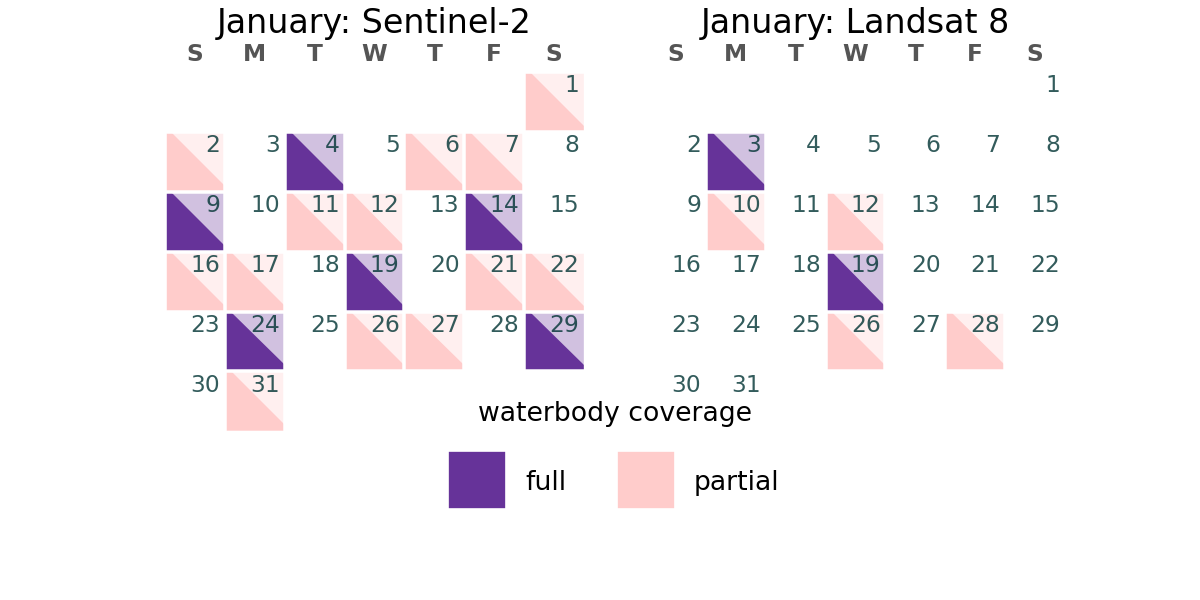 January: Sentinel-2
S M T W T F S
1
2 3 4 5 6 7 8
9 10 11 12 13 14 15
16 17 18 19 20 21 22
23 24 25 26 27 28 29
30 31
January: Landsat 8
S M T W T F S
1
2 3 4 5 6 7 8
9 10 11 12 13 14 15
16 17 18 19 20 21 22
23 24 25 26 27 28 29
30 31
waterbody coverage
full partial